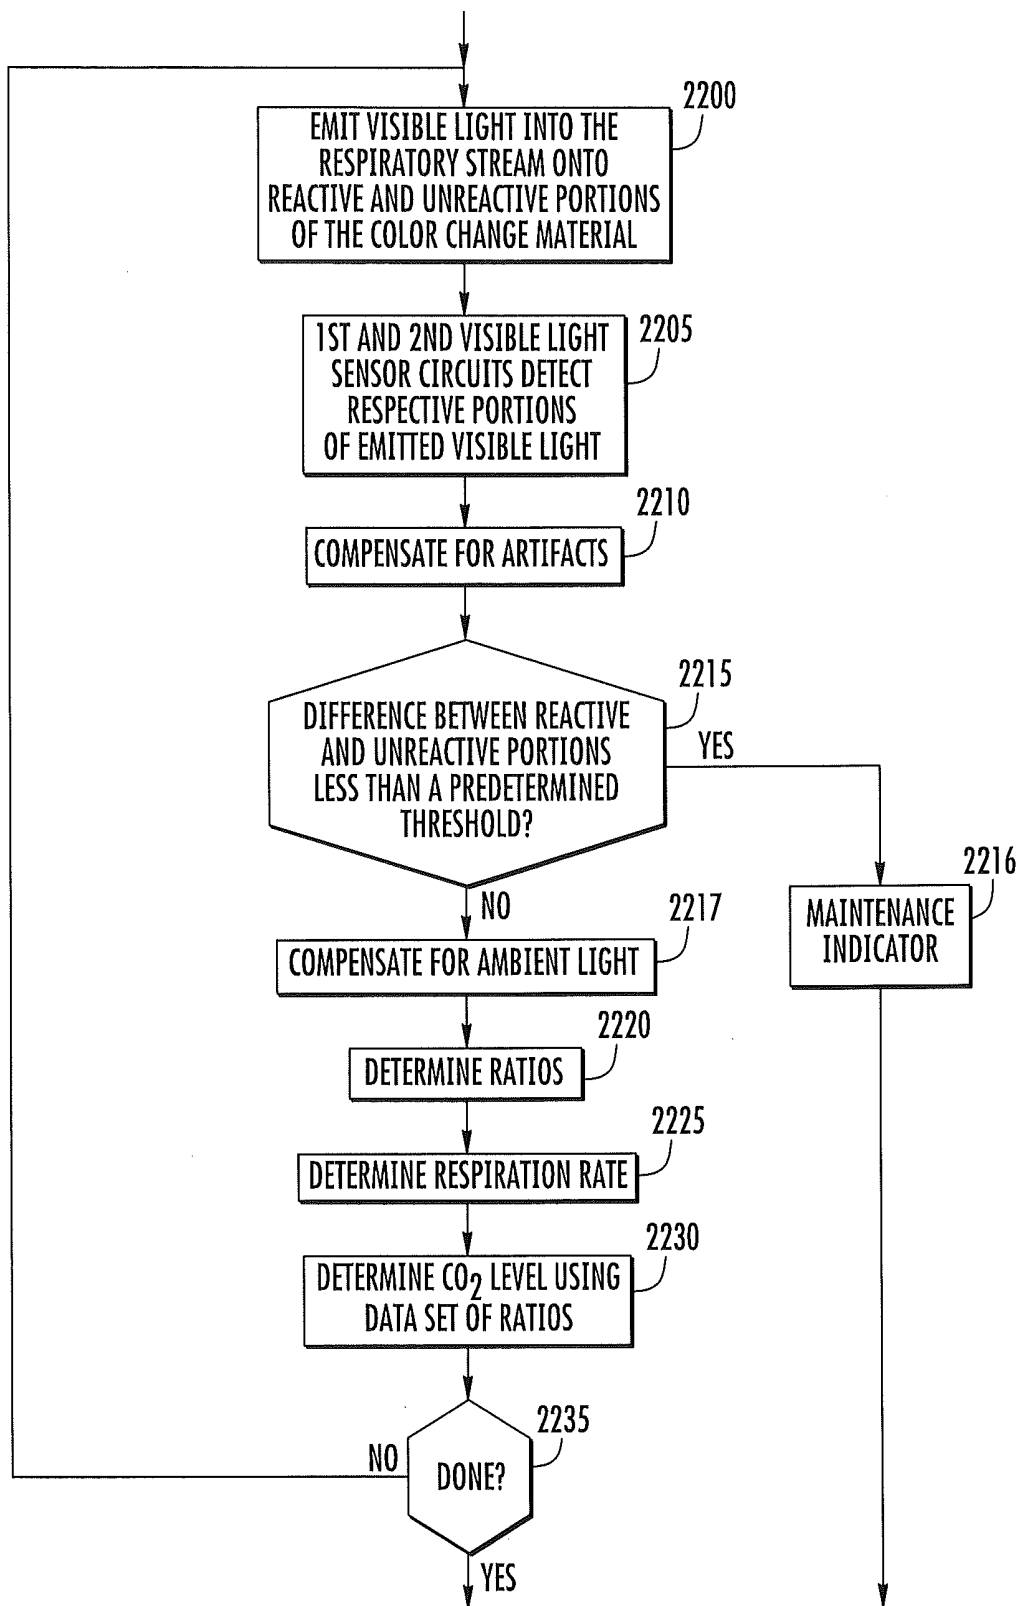 2200
EMIT VISIBLE LIGHT INTO THE
RESPIRATORY STREAM ONTO
REACTIVE AND UNREACTIVE PORTIONS
OF THE COLOR CHANGE MATERIAL
2205
1ST AND 2ND VISIBLE LIGHT
SENSOR CIRCUITS DETECT
RESPECTIVE PORTIONS
OF EMITTED VISIBLE LIGHT
2210
COMPENSATE FOR ARTIFACTS
2215
DIFFERENCE BETWEEN REACTIVE
AND UNREACTIVE PORTIONS
LESS THAN A PREDETERMINED
THRESHOLD?
YES
2216
MAINTENANCE
INDICATOR
NO
2217
COMPENSATE FOR AMBIENT LIGHT
2220
DETERMINE RATIOS
2225
DETERMINE RESPIRATION RATE
2230
DETERMINE CO2 LEVEL USING
DATA SET OF RATIOS
2235
NO
DONE?
YES